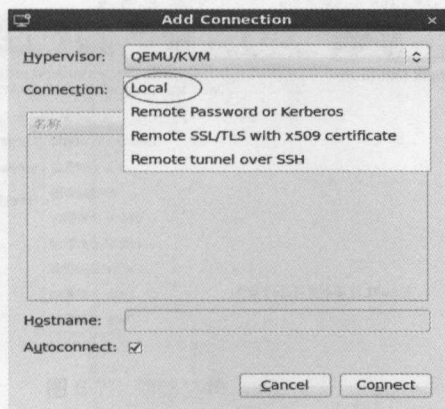 Add Connection
Hypervisor: QEMU/KVM
Connection: Local
Remote Password or Kerberos
Remote SSL/TLS with x509 certificate
Remote tunnel over SSH
名称
Hostname:
Autoconnect:
Cancel Connect